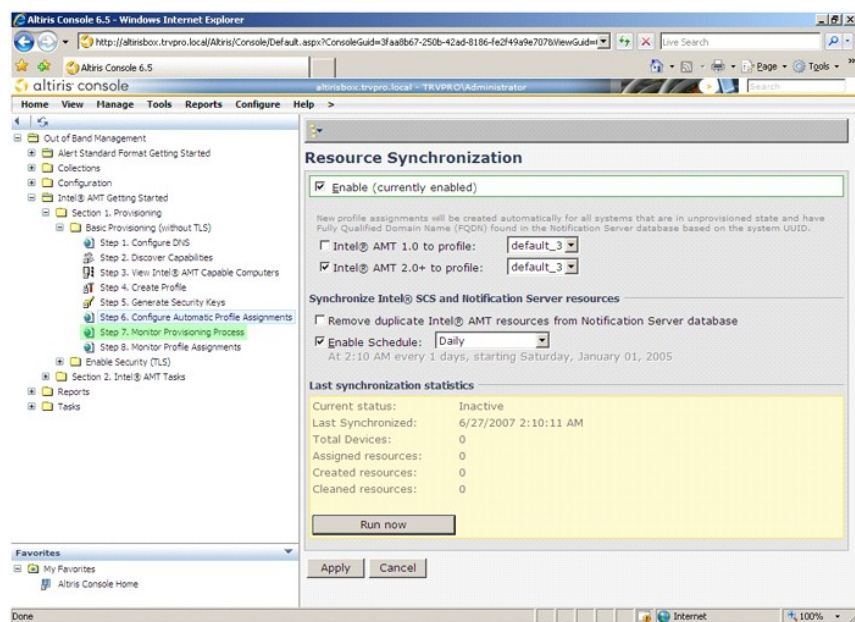 Altiris Console 6.5 - Windows Internet Explorer
http://altirisbox.trvpro.local/Altiris/Console/Default.aspx?ConsoleGuid=3faa8b67-250b-42ad-8186-fe2f49a9e707&ViewGuid=
Live Search
Altiris Console 6.5
Page
Tools
altiris console
altirisbox.trvpro.local - TRVPRO\Administrator
Search
Home View Manage Tools Reports Configure Help >
Out of Band Management
Alert Standard Format Getting Started
Collections
Configuration
Intel® AMT Getting Started
Section 1. Provisioning
Basic Provisioning (without TLS)
Step 1. Configure DNS
Step 2. Discover Capabilities
Step 3. View Intel® AMT Capable Computers
Step 4. Create Profile
Step 5. Generate Security Keys
Step 6. Configure Automatic Profile Assignments
Step 7. Monitor Provisioning Process
Step 8. Monitor Profile Assignments
Enable Security (TLS)
Section 2. Intel® AMT Tasks
Reports
Tasks
Favorites
My Favorites
Altiris Console Home
Resource Synchronization
Enable (currently enabled)
New profile assignments will be created automatically for all systems that are in unprovisioned state and have
Fully Qualified Domain Name (FQDN) found in the Notification Server database based on the system UUID.
Intel® AMT 1.0 to profile: default_3
Intel® AMT 2.0+ to profile: default_3
Synchronize Intel® SCS and Notification Server resources
Remove duplicate Intel® AMT resources from Notification Server database
Enable Schedule: Daily
At 2:10 AM every 1 days, starting Saturday, January 01, 2005
Last synchronization statistics
Current status: Inactive
Last Synchronized: 6/27/2007 2:10:11 AM
Total Devices: 0
Assigned resources: 0
Created resources: 0
Cleaned resources: 0
Run now
Apply Cancel
Done
Internet
100%